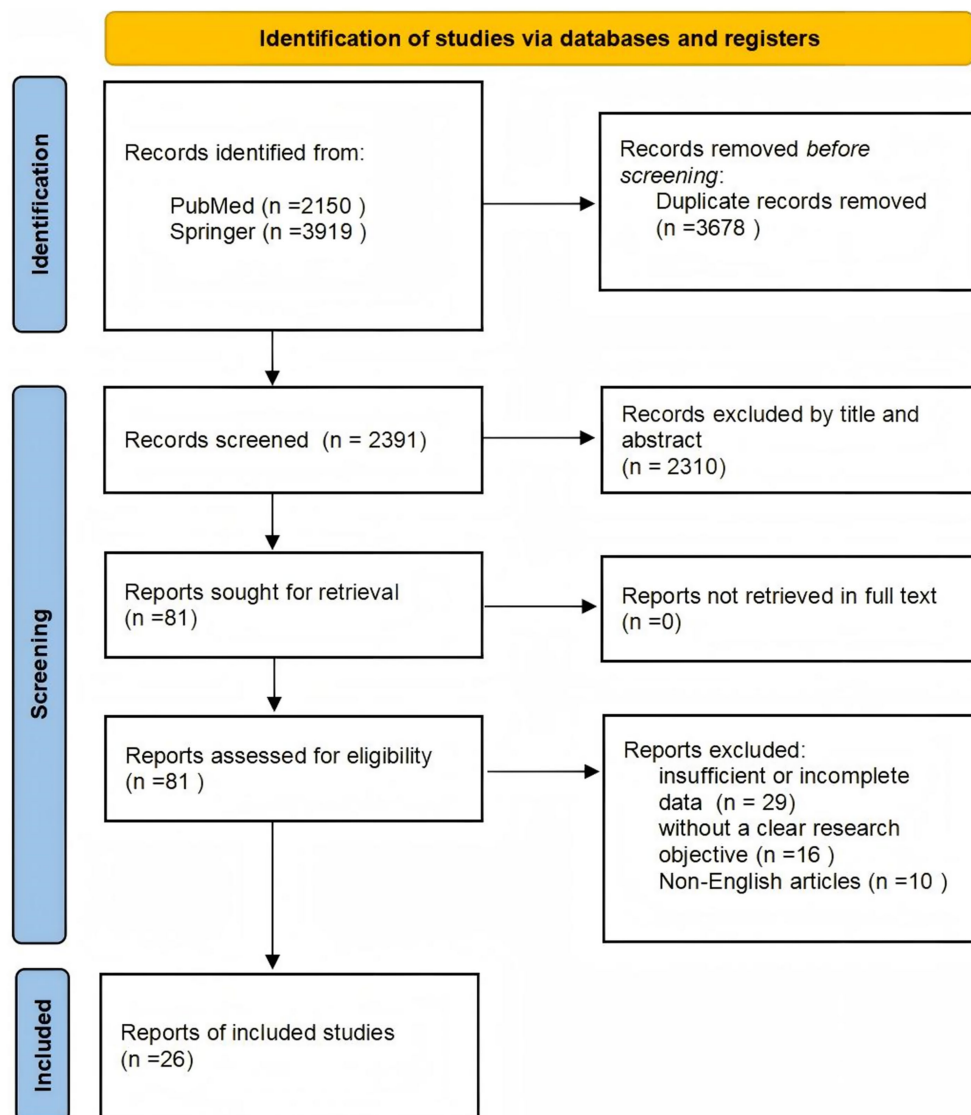 Identification of studies via databases and registers
Identification
Records identified from:
PubMed (n =2150 )
Springer (n =3919 )
Records removed before
screening:
Duplicate records removed
(n =3678 )
Screening
Records screened (n = 2391)
Records excluded by title and
abstract
(n = 2310)
Reports sought for retrieval
(n =81)
Reports not retrieved in full text
(n =0)
Reports assessed for eligibility
(n =81 )
Reports excluded:
insufficient or incomplete
data (n = 29)
without a clear research
objective (n =16 )
Non-English articles (n =10 )
Included
Reports of included studies
(n =26)